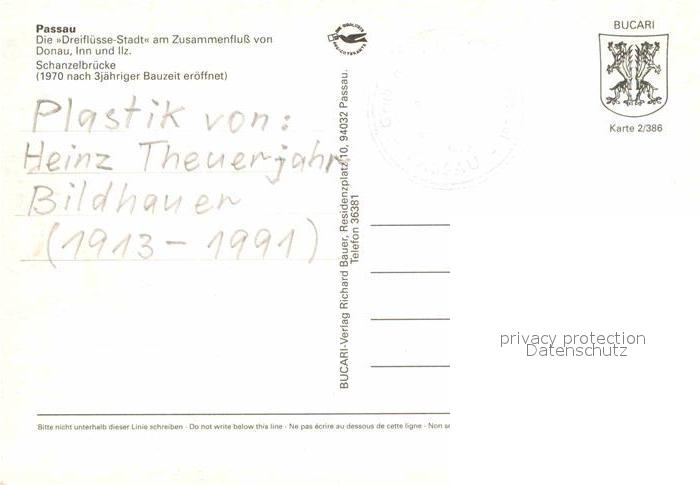 Passau
Die »Dreiflüsse-Stadt« am Zusammenfluß von
Donau, Inn und Ilz.
Schanzelbrücke
(1970 nach 3jähriger Bauzeit eröffnet)
Plastik von:
Heinz Theuerjahr
Bildhauer
(1913 - 1991)
BUCARI-Verlag Richard Bauer, Residenzplatz 10, 94032 Passau.
Telefon 36381
BUCARI
Karte 2/386
privacy protection
Datenschutz
Bitte nicht unterhalb dieser Linie schreiben - Do not write below this line - Ne pas écrire au dessous de cette ligne - Non